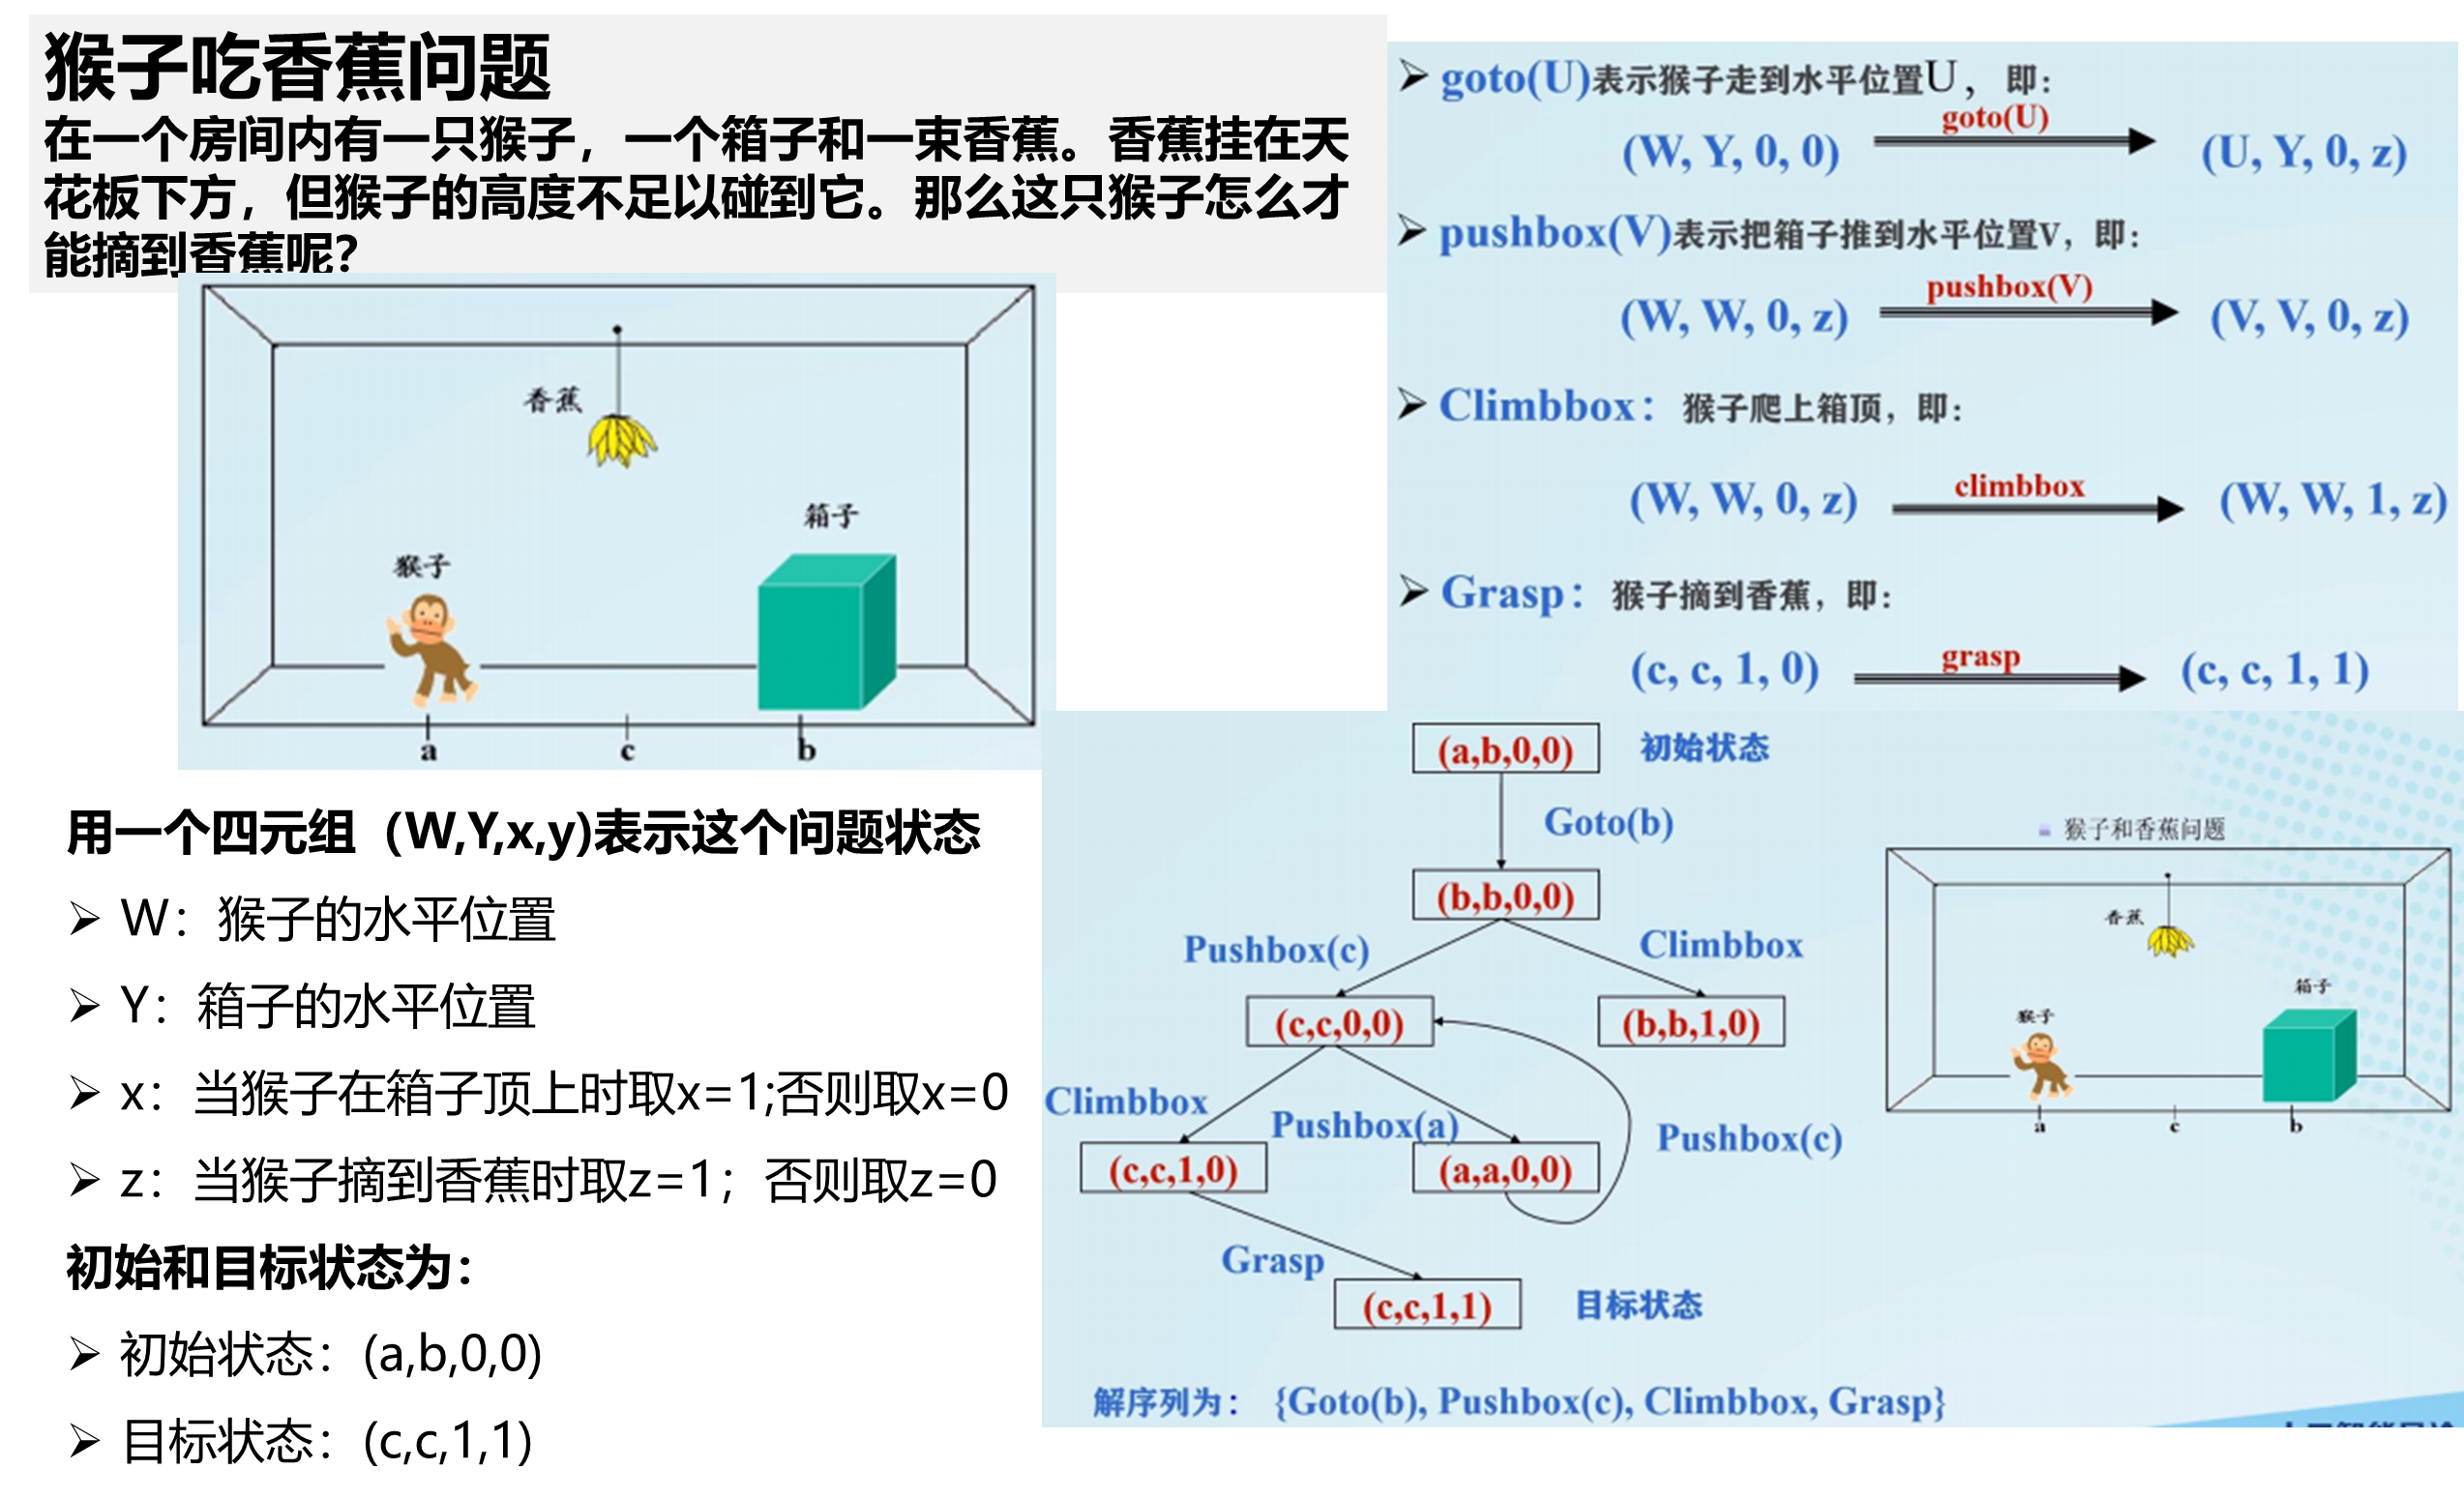 猴子吃香蕉问题
在一个房间内有一只猴子，一个箱子和一束香蕉。香蕉挂在天
花板下方，但猴子的高度不足以碰到它。那么这只猴子怎么才
能摘到香蕉呢？
香蕉
箱子
猴子
a
c
b
用一个四元组 (W,Y,x,y)表示这个问题状态
➢ W：猴子的水平位置
➢ Y：箱子的水平位置
➢ x：当猴子在箱子顶上时取x=1;否则取x=0
➢ z：当猴子摘到香蕉时取z=1；否则取z=0
初始和目标状态为：
➢ 初始状态：(a,b,0,0)
➢ 目标状态：(c,c,1,1)
➢ goto(U)表示猴子走到水平位置U， 即：
goto(U)
(W, Y, 0, 0) (U, Y, 0, z)
➢ pushbox(V)表示把箱子推到水平位置V，即：
pushbox(V)
(W, W, 0, z) (V, V, 0, z)
➢ Climbbox： 猴子爬上箱顶，即：
climbbox
(W, W, 0, z) (W, W, 1, z)
➢ Grasp： 猴子摘到香蕉，即：
grasp
(c, c, 1, 0) (c, c, 1, 1)
(a,b,0,0) 初始状态
Goto(b)
(b,b,0,0)
Pushbox(c) Climbbox
(c,c,0,0) (b,b,1,0)
Climbbox Pushbox(a) Pushbox(c)
(c,c,1,0) (a,a,0,0)
Grasp
(c,c,1,1) 目标状态
解序列为： {Goto(b), Pushbox(c), Climbbox, Grasp}
猴子和香蕉问题
香蕉
箱子
猴子
a
c
b